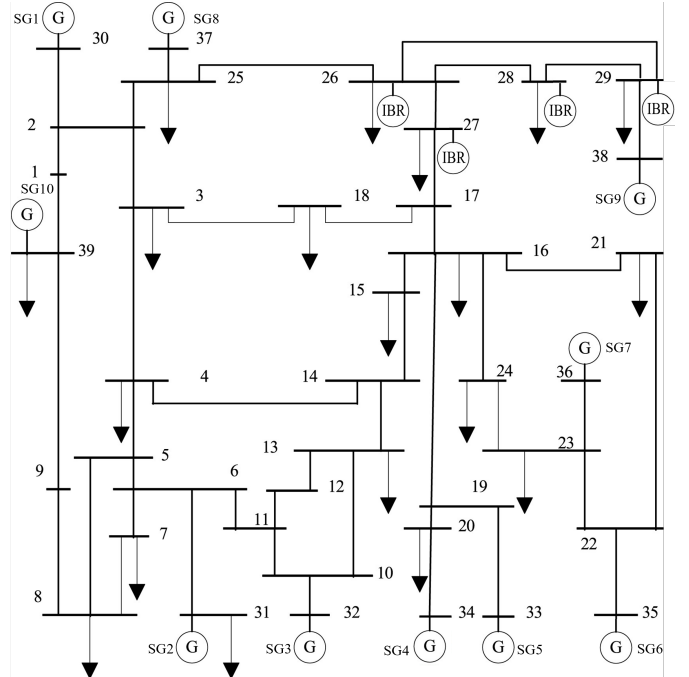 SG1 G SG8 G
30 37
25 26 28 29
IBR IBR IBR
2 27
IBR
1 38
SG10 3 18 17 SG9 G
G
39 16 21
15
SG7 G
4 14 24 36
5 13 23
9 6 12 19
11 20
7 22
8 10
31 32 34 33 35
SG2 G SG3 G SG4 G SG5 G SG6 G